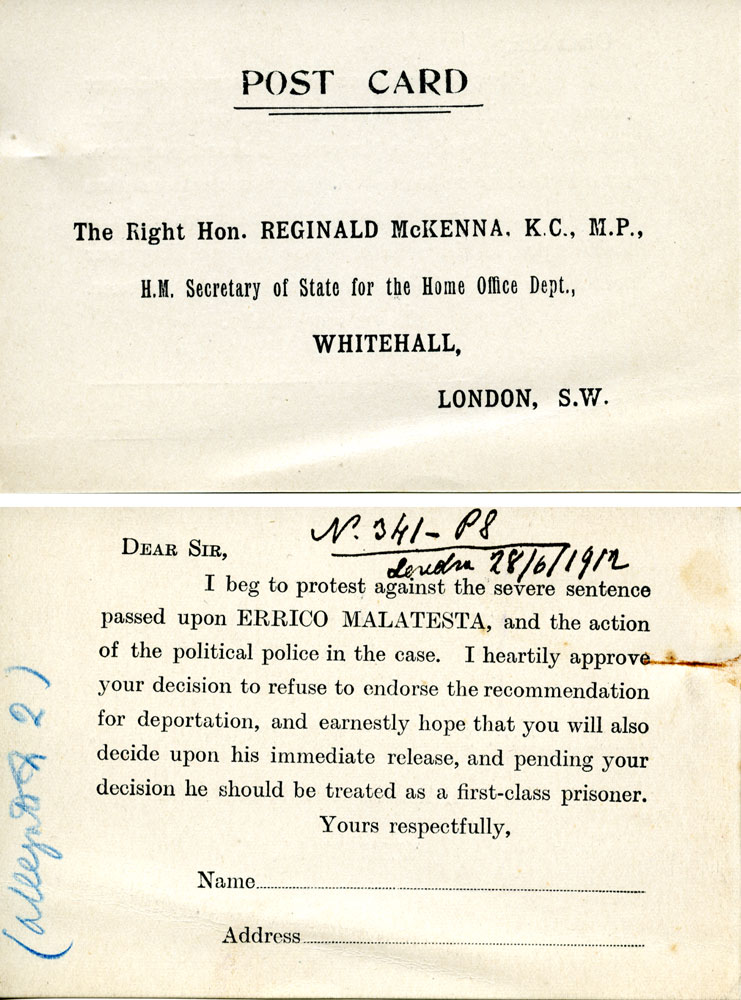 POST CARD
The Right Hon. REGINALD McKENNA, K.C., M.P.,
H.M. Secretary of State for the Home Office Dept.,
WHITEHALL,
LONDON, S.W.
N. 341 - P8
Londra 28/6/1912
DEAR SIR,
I beg to protest against the severe sentence
passed upon ERRICO MALATESTA, and the action
of the political police in the case. I heartily approve
your decision to refuse to endorse the recommendation
for deportation, and earnestly hope that you will also
decide upon his immediate release, and pending your
decision he should be treated as a first-class prisoner.
Yours respectfully,
Name
Address
(allegato 2)